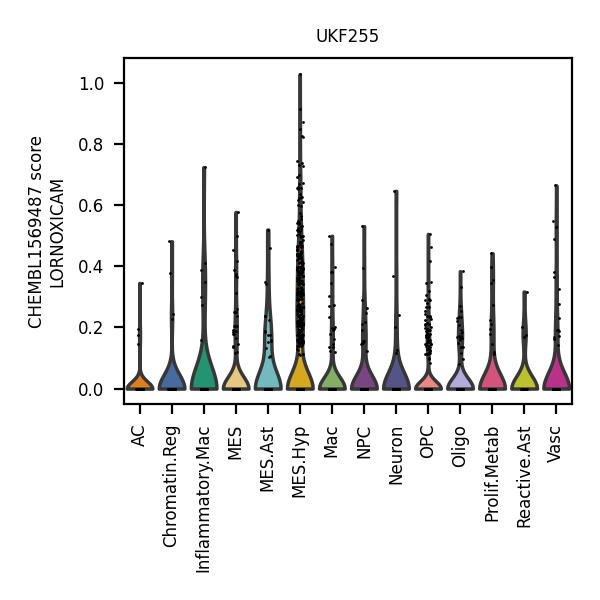 UKF255
CHEMBL1569487 score
LORNOXICAM
1.0
0.8
0.6
0.4
0.2
0.0
AC
Chromatin.Reg
Inflammatory.Mac
MES
MES.Ast
MES.Hyp
Mac
NPC
Neuron
OPC
Oligo
Prolif.Metab
Reactive.Ast
Vasc